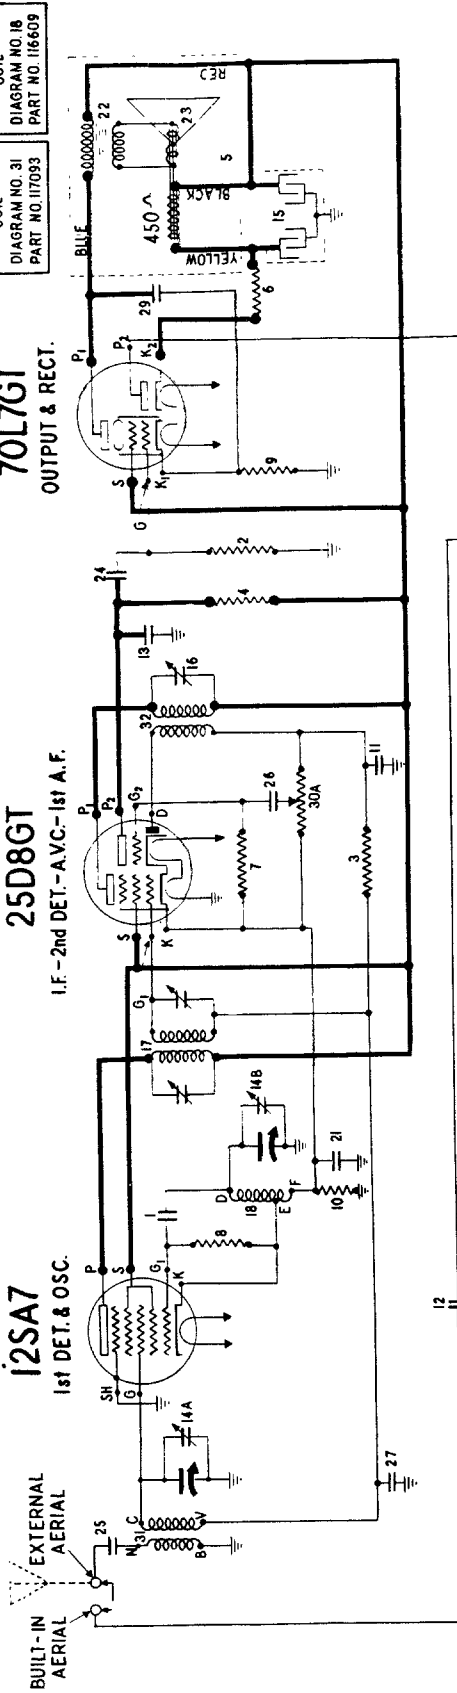 BUILT-IN
AERIAL
EXTERNAL
AERIAL
25
N
31
C
B
V
14A
27
12SA7
1st DET. & OSC.
SH
G
P
S
G1
K
1
8
D
18
E
F
14B
10
21
17
25D8GT
I.F.-2nd DET.-A.V.C.-1st A.F.
G1
S
K
P1
P2
G2
D
7
26
30A
3
11
32
16
13
24
4
2
70L7GT
OUTPUT & RECT.
G
S
K1
P1
P2
K2
9
29
6
BLUE
22
23
450
YELLOW
BLACK
5
RED
15
DIAGRAM NO. 31
PART NO. 117093
DIAGRAM NO. 18
PART NO. 116609
12